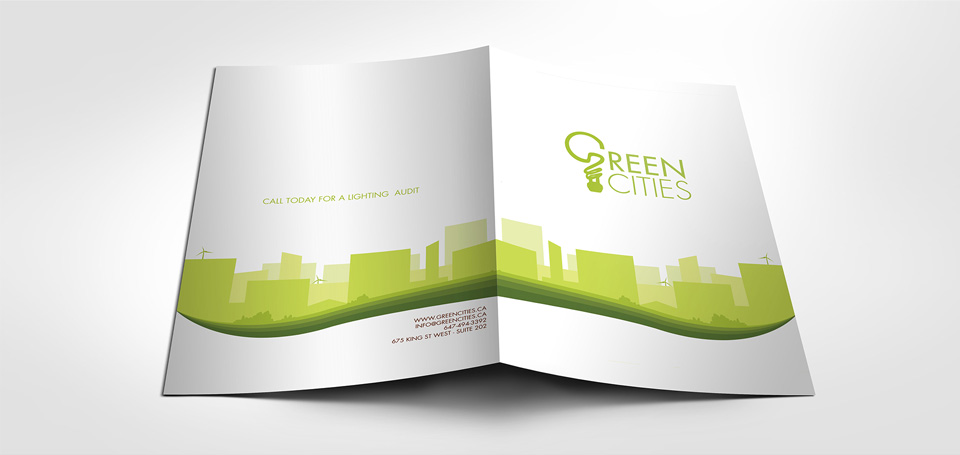 CALL TODAY FOR A LIGHTING AUDIT
WWW.GREENCITIES.CA
INFO@GREENCITIES.CA
647-494-3392
675 KING ST WEST - SUITE 202
GREEN
CITIES